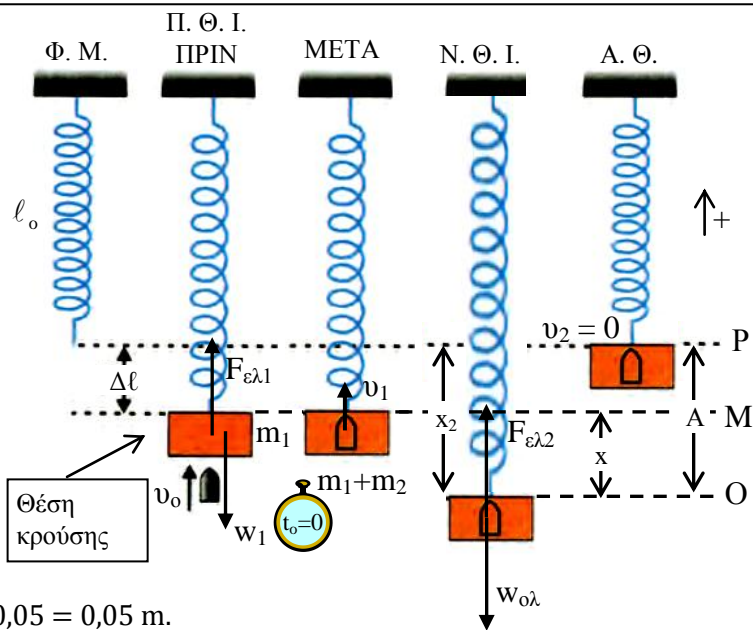 Π. Θ. Ι.
Φ. Μ. ΠΡΙΝ ΜΕΤΑ Ν. Θ. Ι. Α. Θ.
ℓο
+
υ2 = 0 Ρ
Δℓ Fελ1 υ1 x2 Fελ2 Α Μ
m1 x
Θέση κρούσης
υο m1+m2 Ο
w1 to=0
wολ
0,05 = 0,05 m.